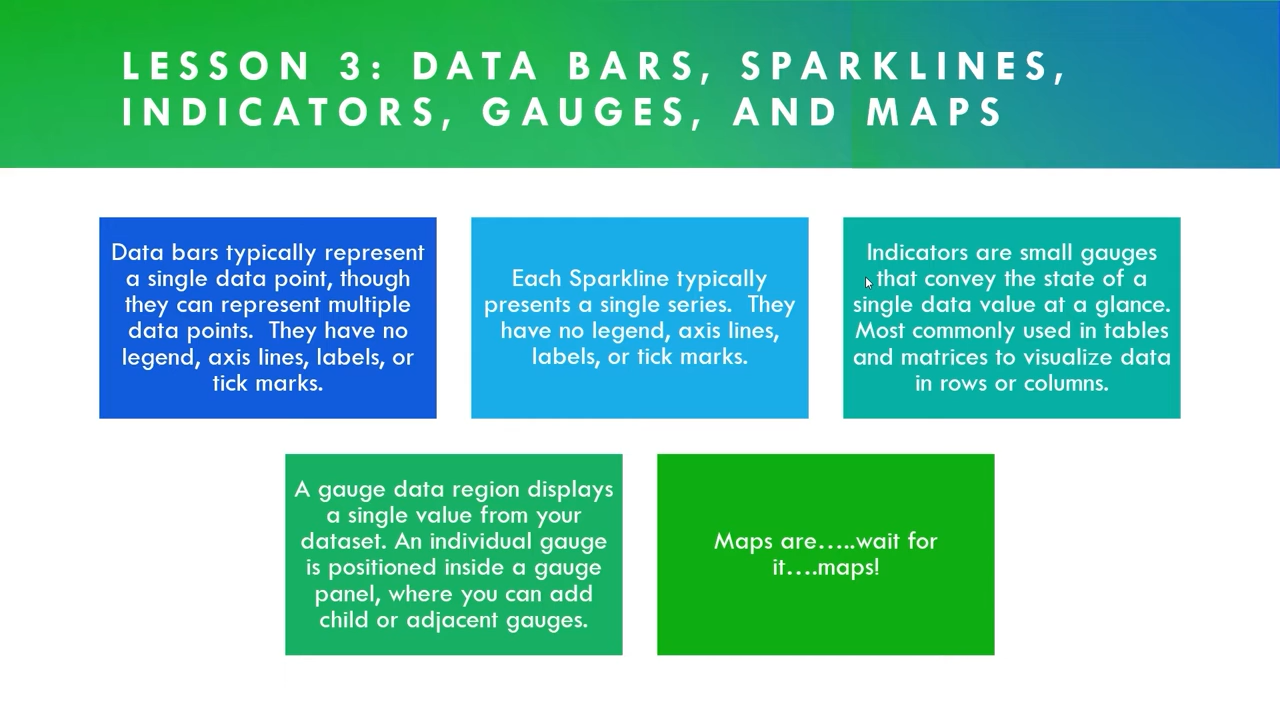 LESSON 3: DATA BARS, SPARKLINES,
INDICATORS, GAUGES, AND MAPS
Data bars typically represent
a single data point, though
they can represent multiple
data points.  They have no
legend, axis lines, labels, or
tick marks.
Each Sparkline typically
presents a single series.  They
have no legend, axis lines,
labels, or tick marks.
Indicators are small gauges
that convey the state of a
single data value at a glance.
Most commonly used in tables
and matrices to visualize data
in rows or columns.
A gauge data region displays
a single value from your
dataset. An individual gauge
is positioned inside a gauge
panel, where you can add
child or adjacent gauges.
Maps are…..wait for
it….maps!